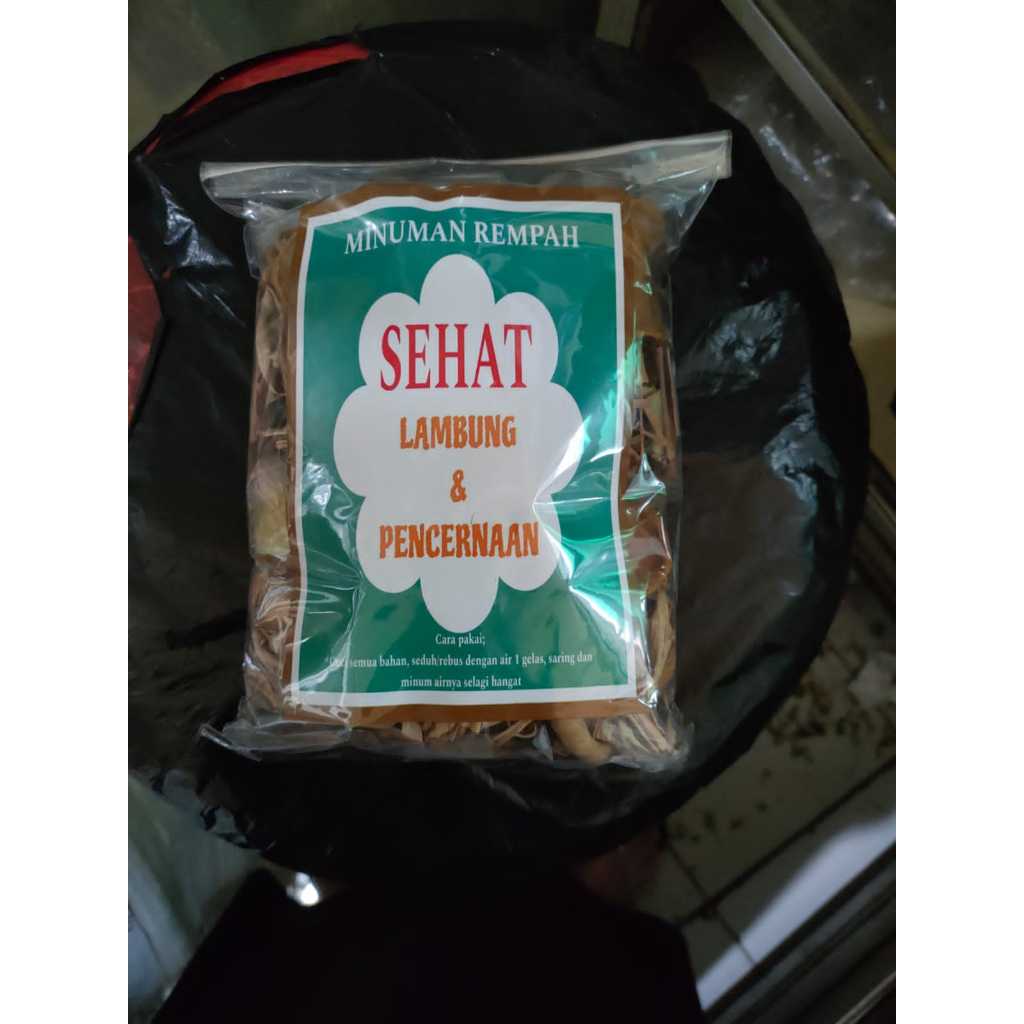 MINUMAN REMPAH
SEHAT
LAMBUNG
&
PENCERNAAN
Cara pakai;
semua bahan, seduh/rebus dengan air 1 gelas, saring dan
minum airnya selagi hangat